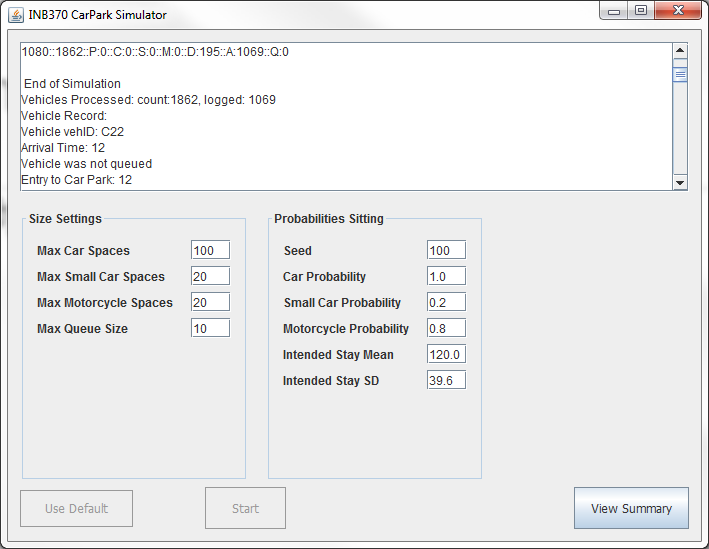 INB370 CarPark Simulator
1080::1862::P:0::C:0::S:0::M:0::D:195::A:1069::Q:0
End of Simulation
Vehicles Processed: count:1862, logged: 1069
Vehicle Record:
Vehicle vehID: C22
Arrival Time: 12
Vehicle was not queued
Entry to Car Park: 12
Size Settings
Max Car Spaces 100
Max Small Car Spaces 20
Max Motorcycle Spaces 20
Max Queue Size 10
Probabilities Sitting
Seed 100
Car Probability 1.0
Small Car Probability 0.2
Motorcycle Probability 0.8
Intended Stay Mean 120.0
Intended Stay SD 39.6
Use Default
Start
View Summary